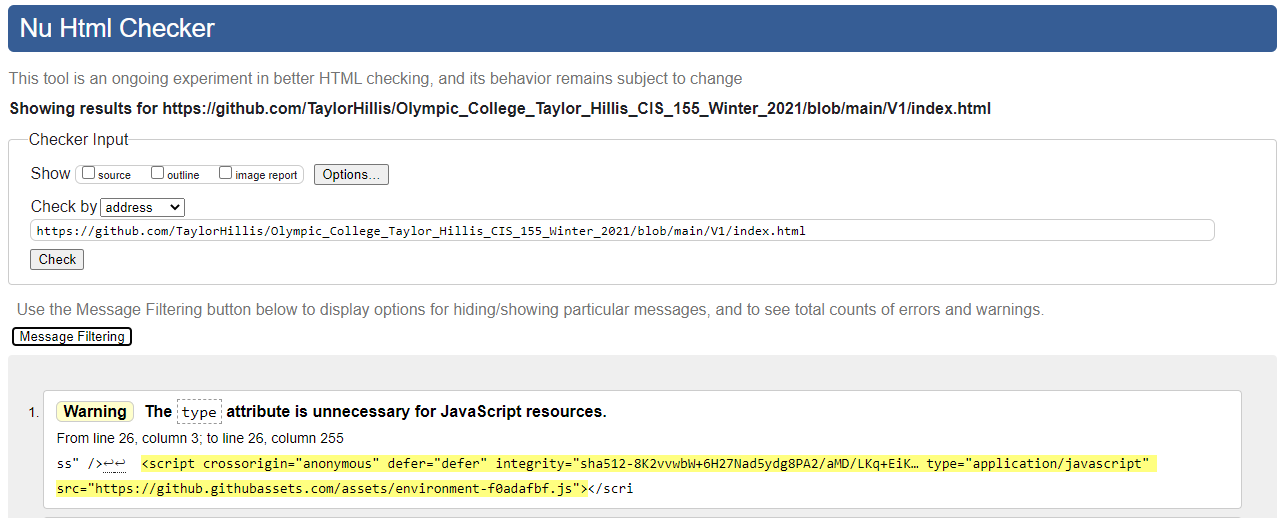 Nu Html Checker
This tool is an ongoing experiment in better HTML checking, and its behavior remains subject to change
Showing results for https://github.com/TaylorHillis/Olympic_College_Taylor_Hillis_CIS_155_Winter_2021/blob/main/V1/index.html
Checker Input
Show source outline image report Options...
Check by address
https://github.com/TaylorHillis/Olympic_College_Taylor_Hillis_CIS_155_Winter_2021/blob/main/V1/index.html
Check
Use the Message Filtering button below to display options for hiding/showing particular messages, and to see total counts of errors and warnings.
Message Filtering
1. Warning The type attribute is unnecessary for JavaScript resources.
From line 26, column 3; to line 26, column 255
ss" />↩↩ <script crossorigin="anonymous" defer="defer" integrity="sha512-8K2vvwbW+6H27Nad5ydg8PA2/aMD/LKq+EiK… type="application/javascript"
src="https://github.githubassets.com/assets/environment-f0adafbf.js"></scri